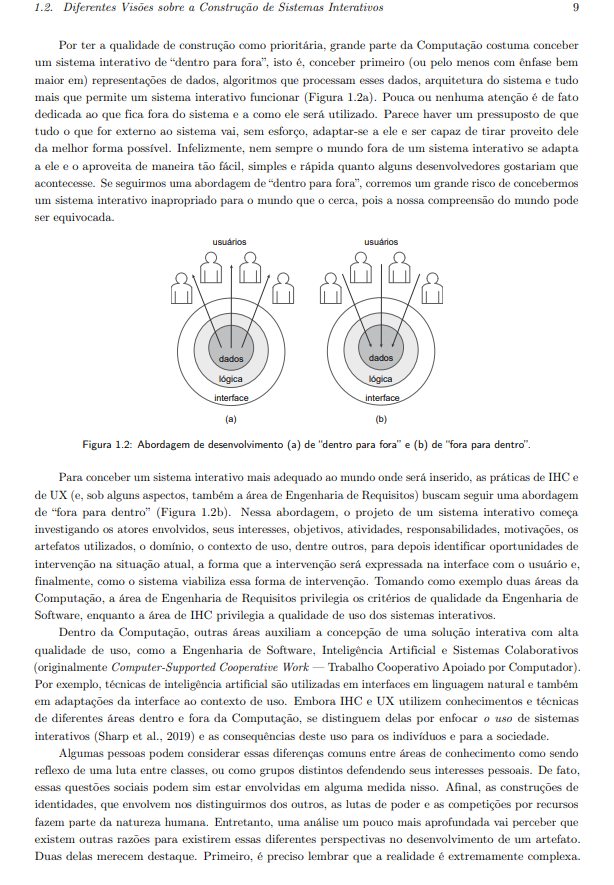 1.2. Diferentes Visões sobre a Construção de Sistemas Interativos 9
Por ter a qualidade de construção como prioritária, grande parte da Computação costuma conceber
um sistema interativo de “dentro para fora”, isto é, conceber primeiro (ou pelo menos com ênfase bem
maior em) representações de dados, algoritmos que processam esses dados, arquitetura do sistema e tudo
mais que permite um sistema interativo funcionar (Figura 1.2a). Pouca ou nenhuma atenção é de fato
dedicada ao que fica fora do sistema e a como ele será utilizado. Parece haver um pressuposto de que
tudo o que for externo ao sistema vai, sem esforço, adaptar-se a ele e ser capaz de tirar proveito dele
da melhor forma possível. Infelizmente, nem sempre o mundo fora de um sistema interativo se adapta
a ele e o aproveita de maneira tão fácil, simples e rápida quanto alguns desenvolvedores gostariam que
acontecesse. Se seguirmos uma abordagem de “dentro para fora”, corremos um grande risco de concebermos
um sistema interativo inapropriado para o mundo que o cerca, pois a nossa compreensão do mundo pode
ser equivocada.
usuários
dados
lógica
interface
(a)
usuários
dados
lógica
interface
(b)
Figura 1.2: Abordagem de desenvolvimento (a) de “dentro para fora” e (b) de “fora para dentro”.
Para conceber um sistema interativo mais adequado ao mundo onde será inserido, as práticas de IHC e
de UX (e, sob alguns aspectos, também a área de Engenharia de Requisitos) buscam seguir uma abordagem
de “fora para dentro” (Figura 1.2b). Nessa abordagem, o projeto de um sistema interativo começa
investigando os atores envolvidos, seus interesses, objetivos, atividades, responsabilidades, motivações, os
artefatos utilizados, o domínio, o contexto de uso, dentre outros, para depois identificar oportunidades de
intervenção na situação atual, a forma que a intervenção será expressada na interface com o usuário e,
finalmente, como o sistema viabiliza essa forma de intervenção. Tomando como exemplo duas áreas da
Computação, a área de Engenharia de Requisitos privilegia os critérios de qualidade da Engenharia de
Software, enquanto a área de IHC privilegia a qualidade de uso dos sistemas interativos.
Dentro da Computação, outras áreas auxiliam a concepção de uma solução interativa com alta
qualidade de uso, como a Engenharia de Software, Inteligência Artificial e Sistemas Colaborativos
(originalmente Computer-Supported Cooperative Work — Trabalho Cooperativo Apoiado por Computador).
Por exemplo, técnicas de inteligência artificial são utilizadas em interfaces em linguagem natural e também
em adaptações da interface ao contexto de uso. Embora IHC e UX utilizem conhecimentos e técnicas
de diferentes áreas dentro e fora da Computação, se distinguem delas por enfocar o uso de sistemas
interativos (Sharp et al., 2019) e as consequências deste uso para os indivíduos e para a sociedade.
Algumas pessoas podem considerar essas diferenças comuns entre áreas de conhecimento como sendo
reflexo de uma luta entre classes, ou como grupos distintos defendendo seus interesses pessoais. De fato,
essas questões sociais podem sim estar envolvidas em alguma medida nisso. Afinal, as construções de
identidades, que envolvem nos distinguirmos dos outros, as lutas de poder e as competições por recursos
fazem parte da natureza humana. Entretanto, uma análise um pouco mais aprofundada vai perceber que
existem outras razões para existirem essas diferentes perspectivas no desenvolvimento de um artefato.
Duas delas merecem destaque. Primeiro, é preciso lembrar que a realidade é extremamente complexa.